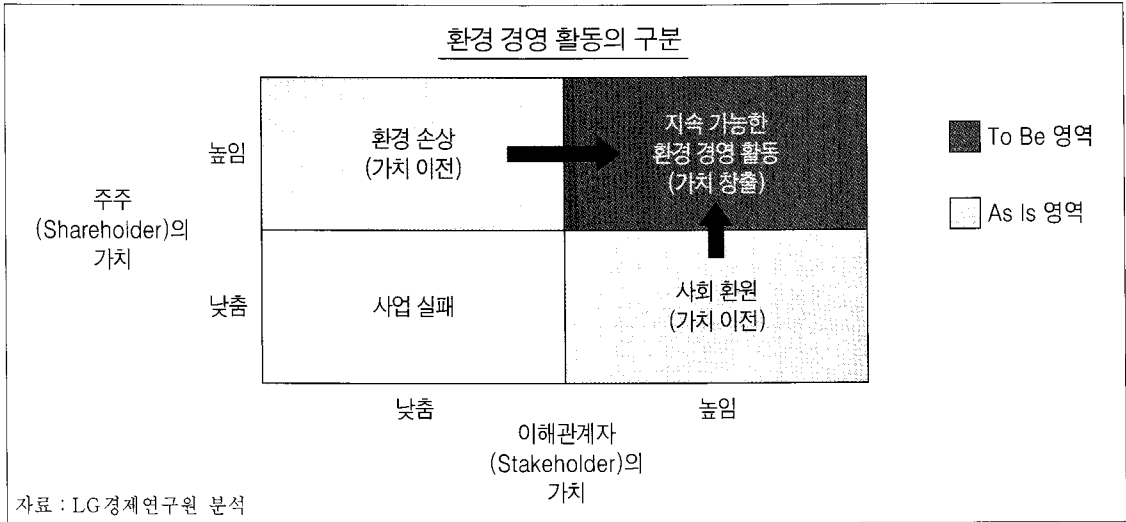 환경 경영 활동의 구분
주주
(Shareholder)의
가치
높임
환경 손상
(가치 이전)
지속 가능한
환경 경영 활동
(가치 창출)
낮춤
사업 실패
사회 환원
(가치 이전)
낮춤
높임
이해관계자
(Stakeholder)의
가치
To Be 영역
As Is 영역
자료 : LG경제연구원 분석